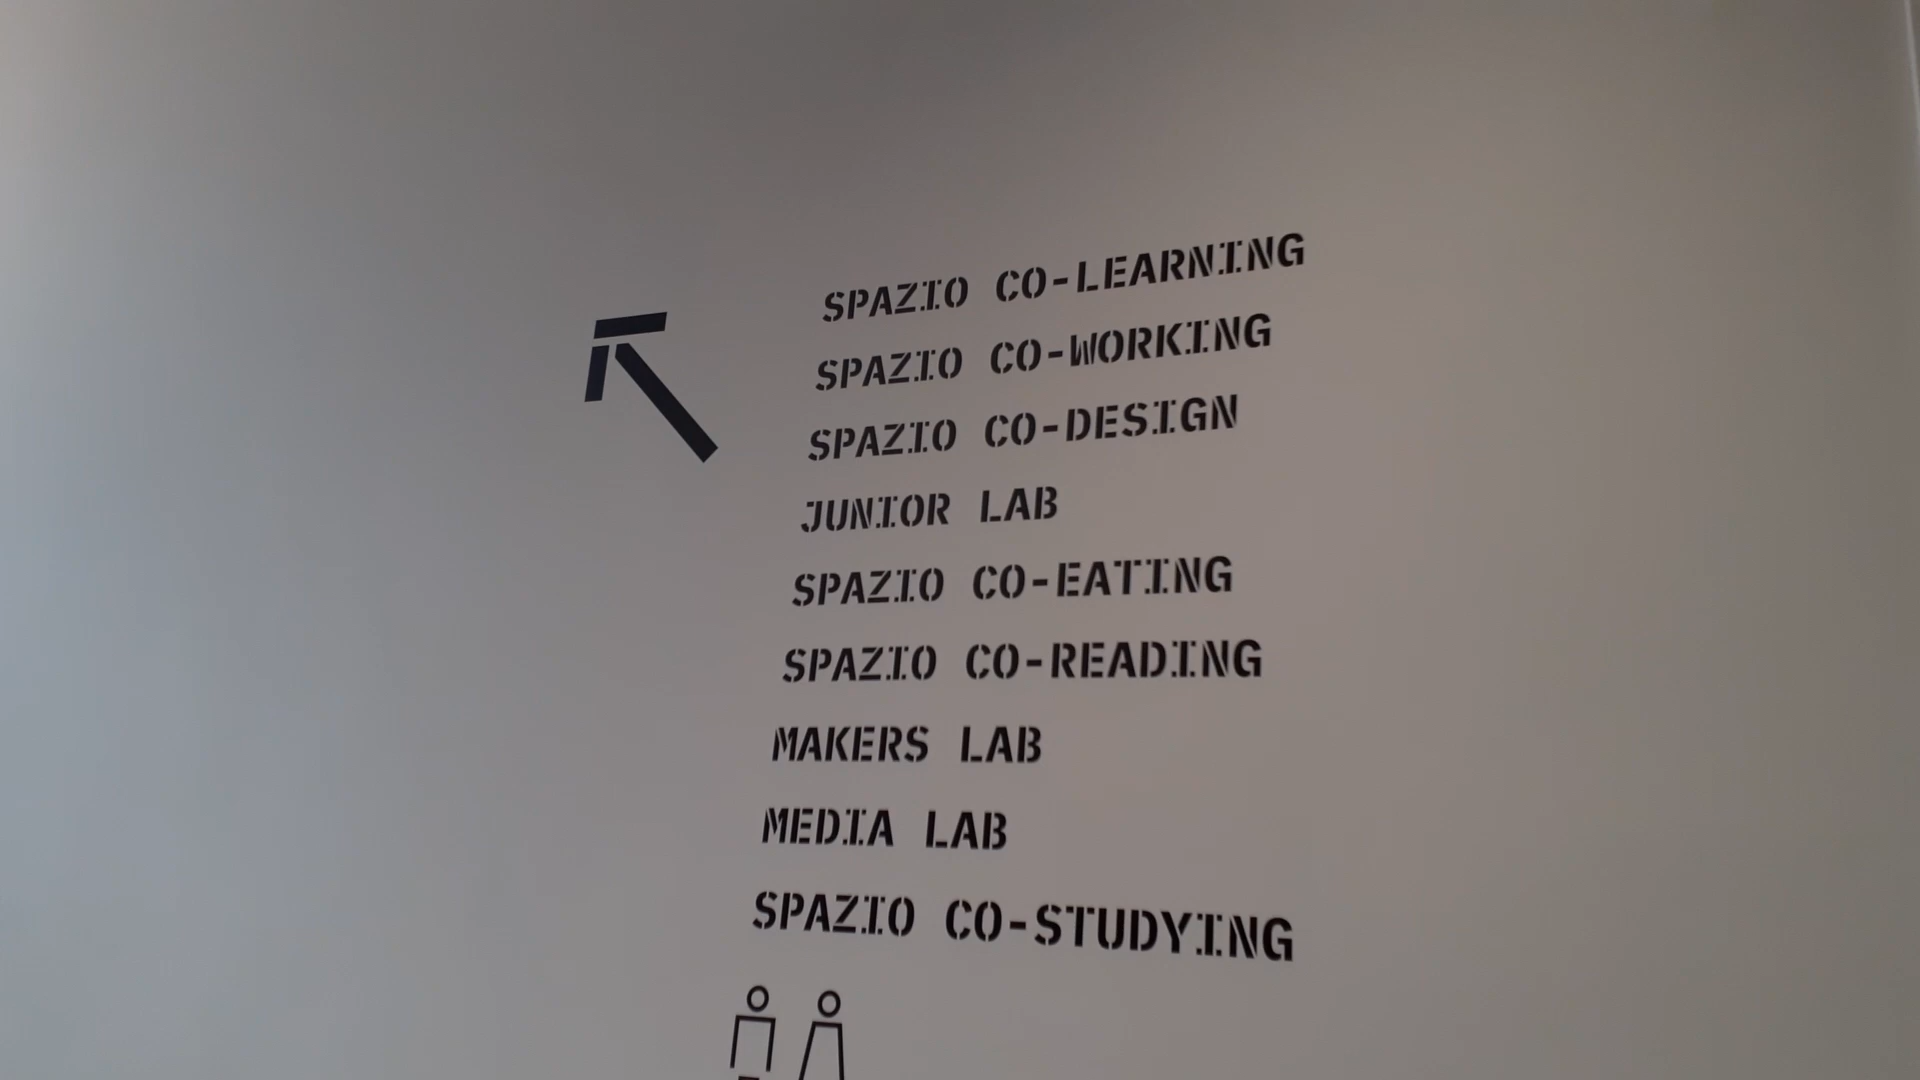 SPAZIO CO-LEARNING
SPAZIO CO-WORKING
SPAZIO CO-DESIGN
JUNIOR LAB
SPAZIO CO-EATING
SPAZIO CO-READING
MAKERS LAB
MEDIA LAB
SPAZIO CO-STUDYING